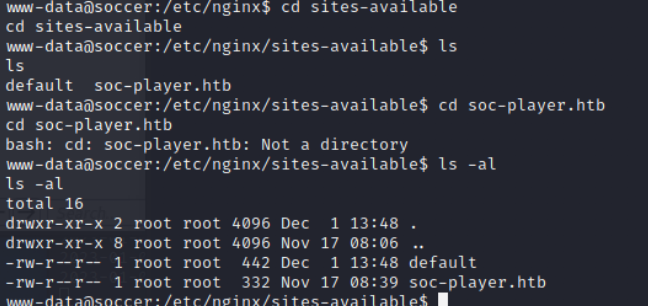 www-data@soccer:/etc/nginx$ cd sites-available
cd sites-available
www-data@soccer:/etc/nginx/sites-available$ ls
ls
default  soc-player.htb
www-data@soccer:/etc/nginx/sites-available$ cd soc-player.htb
cd soc-player.htb
bash: cd: soc-player.htb: Not a directory
www-data@soccer:/etc/nginx/sites-available$ ls -al
ls -al
total 16
drwxr-xr-x 2 root root 4096 Dec  1 13:48 .
drwxr-xr-x 8 root root 4096 Nov 17 08:06 ..
-rw-r--r-- 1 root root  442 Dec  1 13:48 default
-rw-r--r-- 1 root root  332 Nov 17 08:39 soc-player.htb
www-data@soccer:/etc/nginx/sites-available$